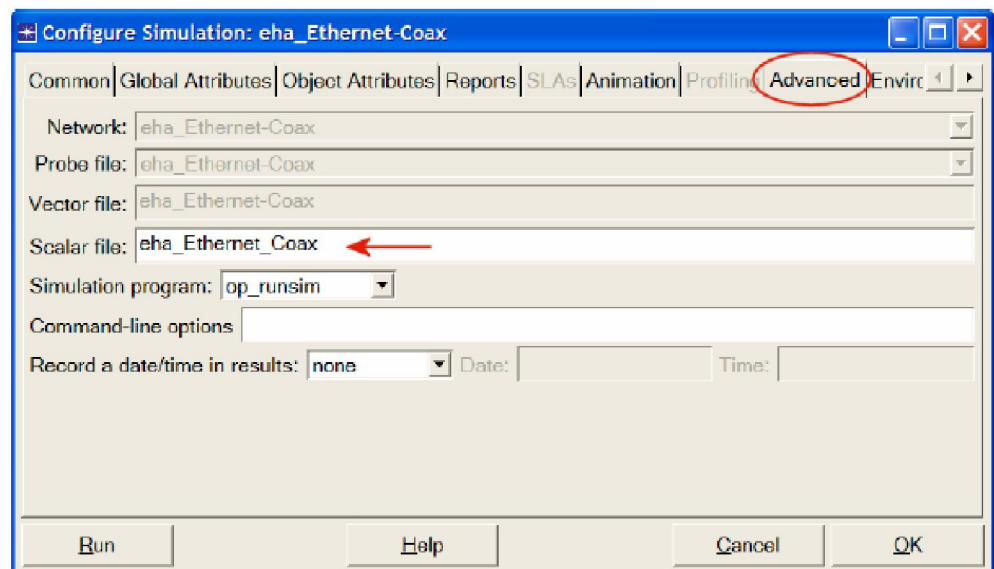 Configure Simulation: eha_Ethernet-Coax
Common Global Attributes Object Attributes Reports SLAs Animation Profiling Advanced Envirc
Network: eha_Ethernet-Coax
Probe file: eha_Ethernet-Coax
Vector file: eha_Ethernet-Coax
Scalar file: eha_Ethernet_Coax
Simulation program: op_runsim
Command-line options
Record a date/time in results: none Date: Time:
Run Help Cancel OK